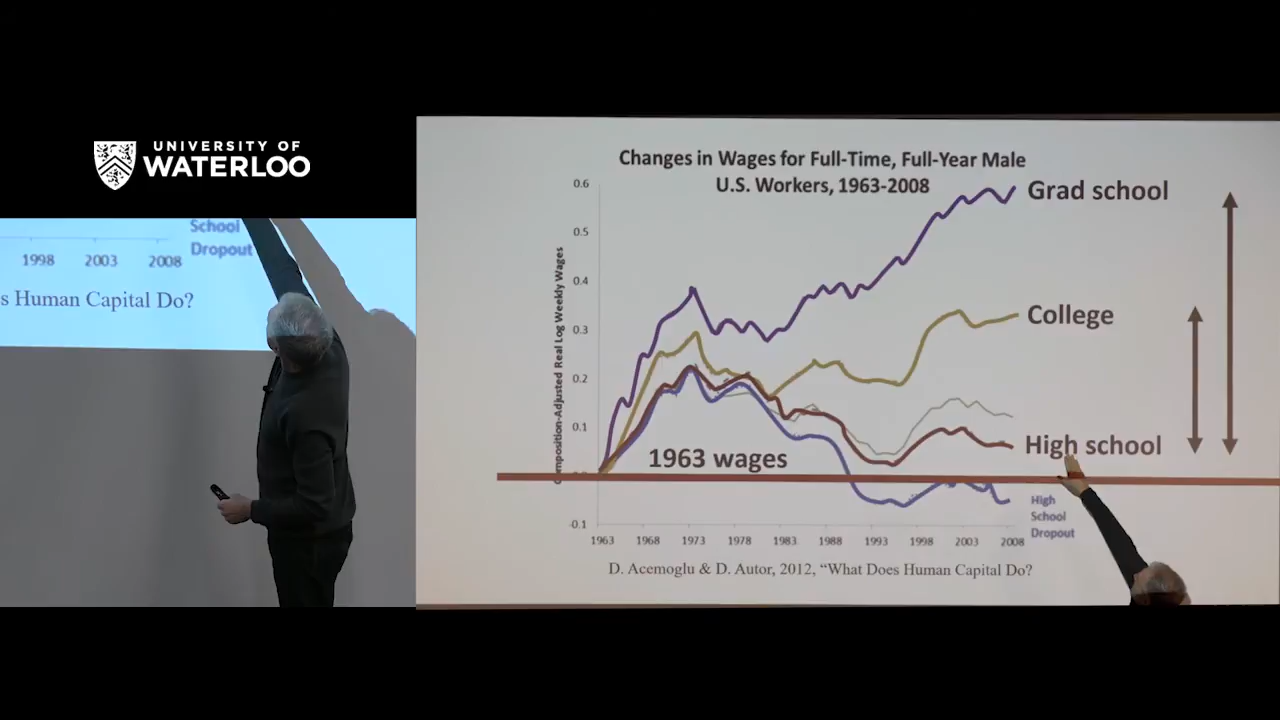 UNIVERSITY OF
WATERLOO
School
Dropout
1998 2003 2008
s Human Capital Do?
Changes in Wages for Full-Time, Full-Year Male
U.S. Workers, 1963-2008
0.6
0.5
0.4
0.3
0.2
0.1
-0.1
Composition-Adjusted Real Log Weekly Wages
Grad school
College
High school
1963 wages
High
School
Dropout
1963 1968 1973 1978 1983 1988 1993 1998 2003 2008
D. Acemoglu & D. Autor, 2012, “What Does Human Capital Do?